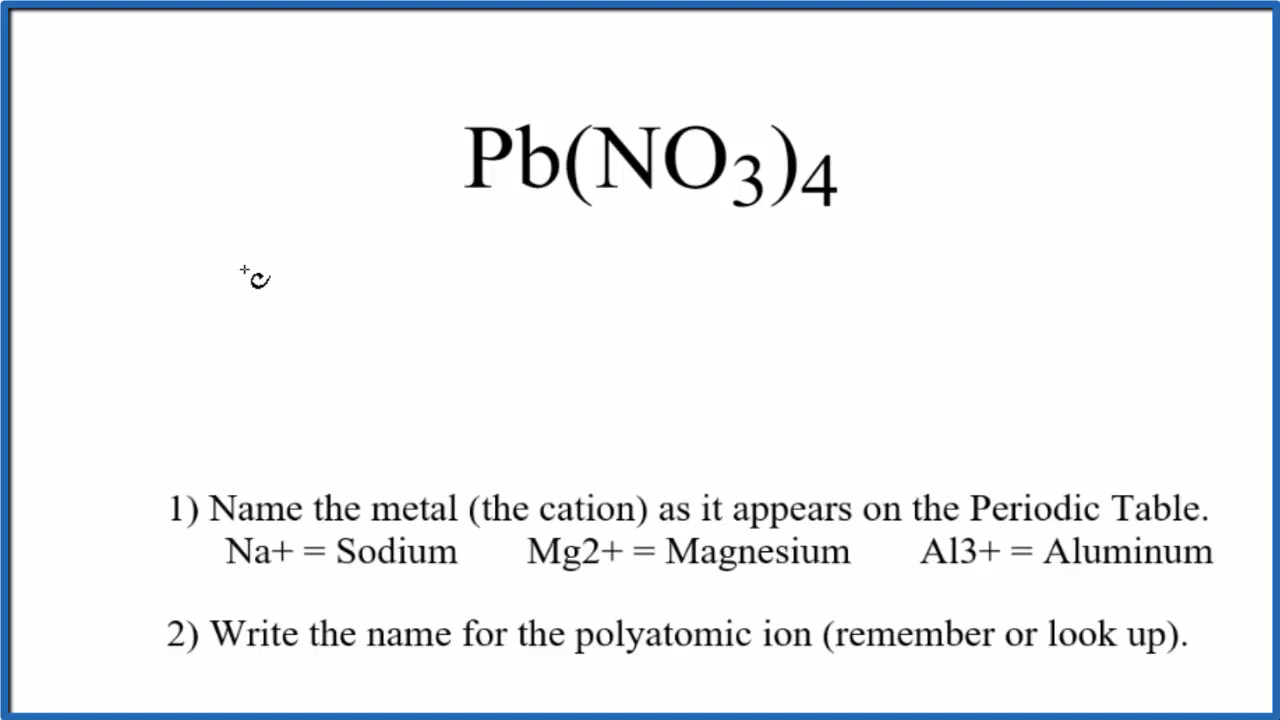 Pb(NO3)4
1) Name the metal (the cation) as it appears on the Periodic Table.
Na+ = Sodium Mg2+ = Magnesium Al3+ = Aluminum
2) Write the name for the polyatomic ion (remember or look up).